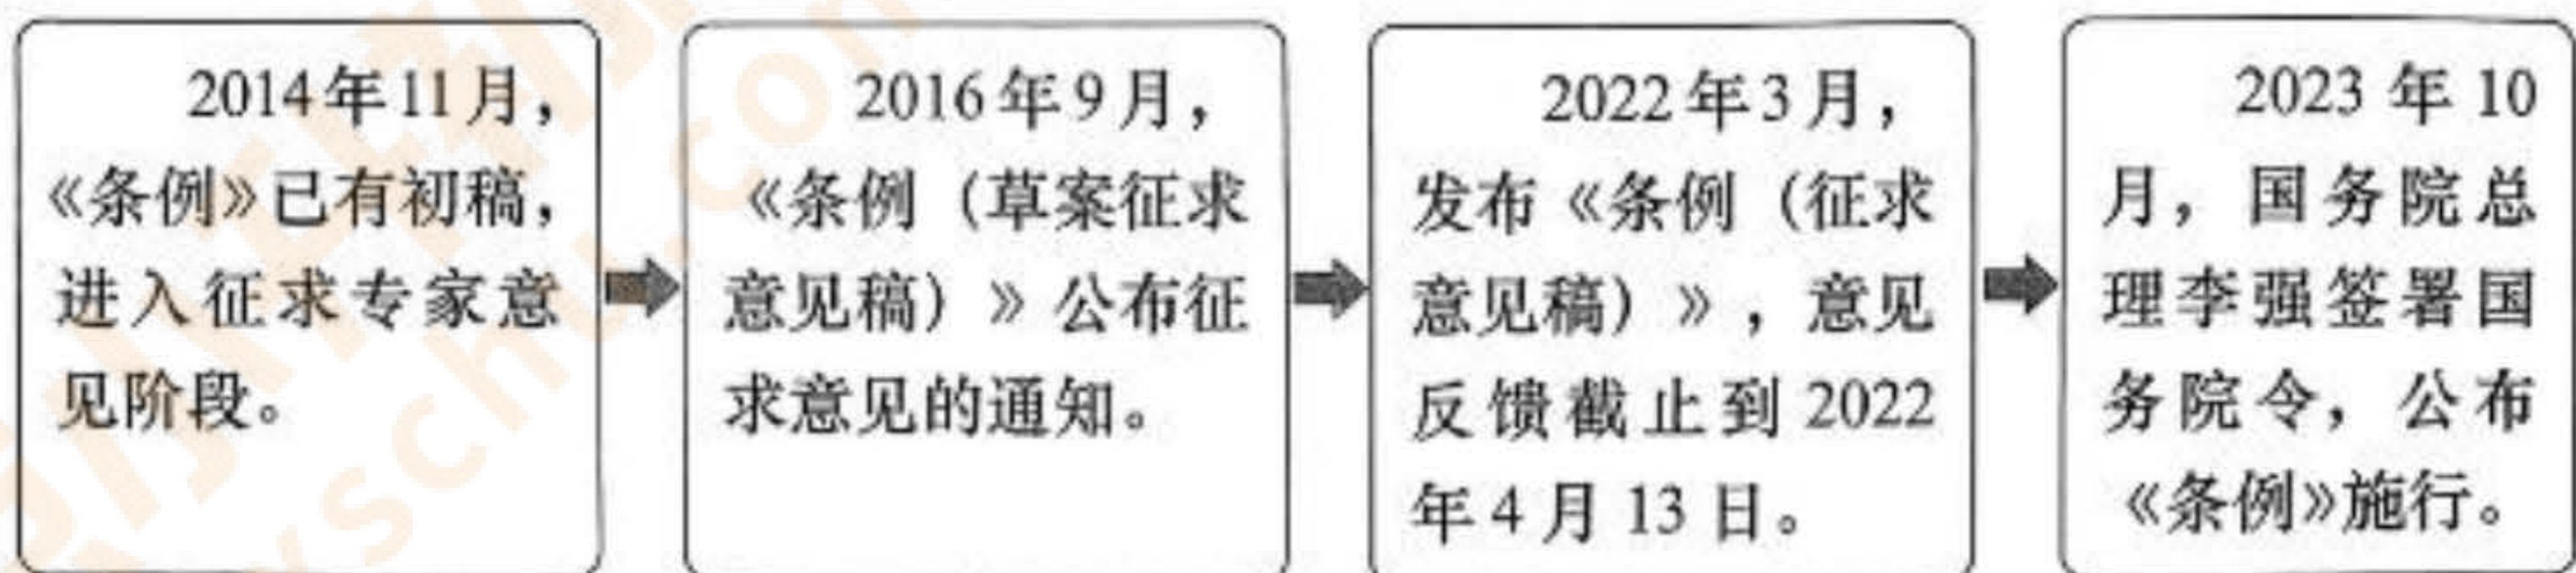 2014年11月，
《条例》已有初稿，
进入征求专家意
见阶段。
2016年9月，
《条例（草案征求
意见稿）》公布征
求意见的通知。
2022年3月，
发布《条例（征求
意见稿）》，意见
反馈截止到2022
年4月13日。
2023年10
月，国务院总
理李强签署国
务院令，公布
《条例》施行。